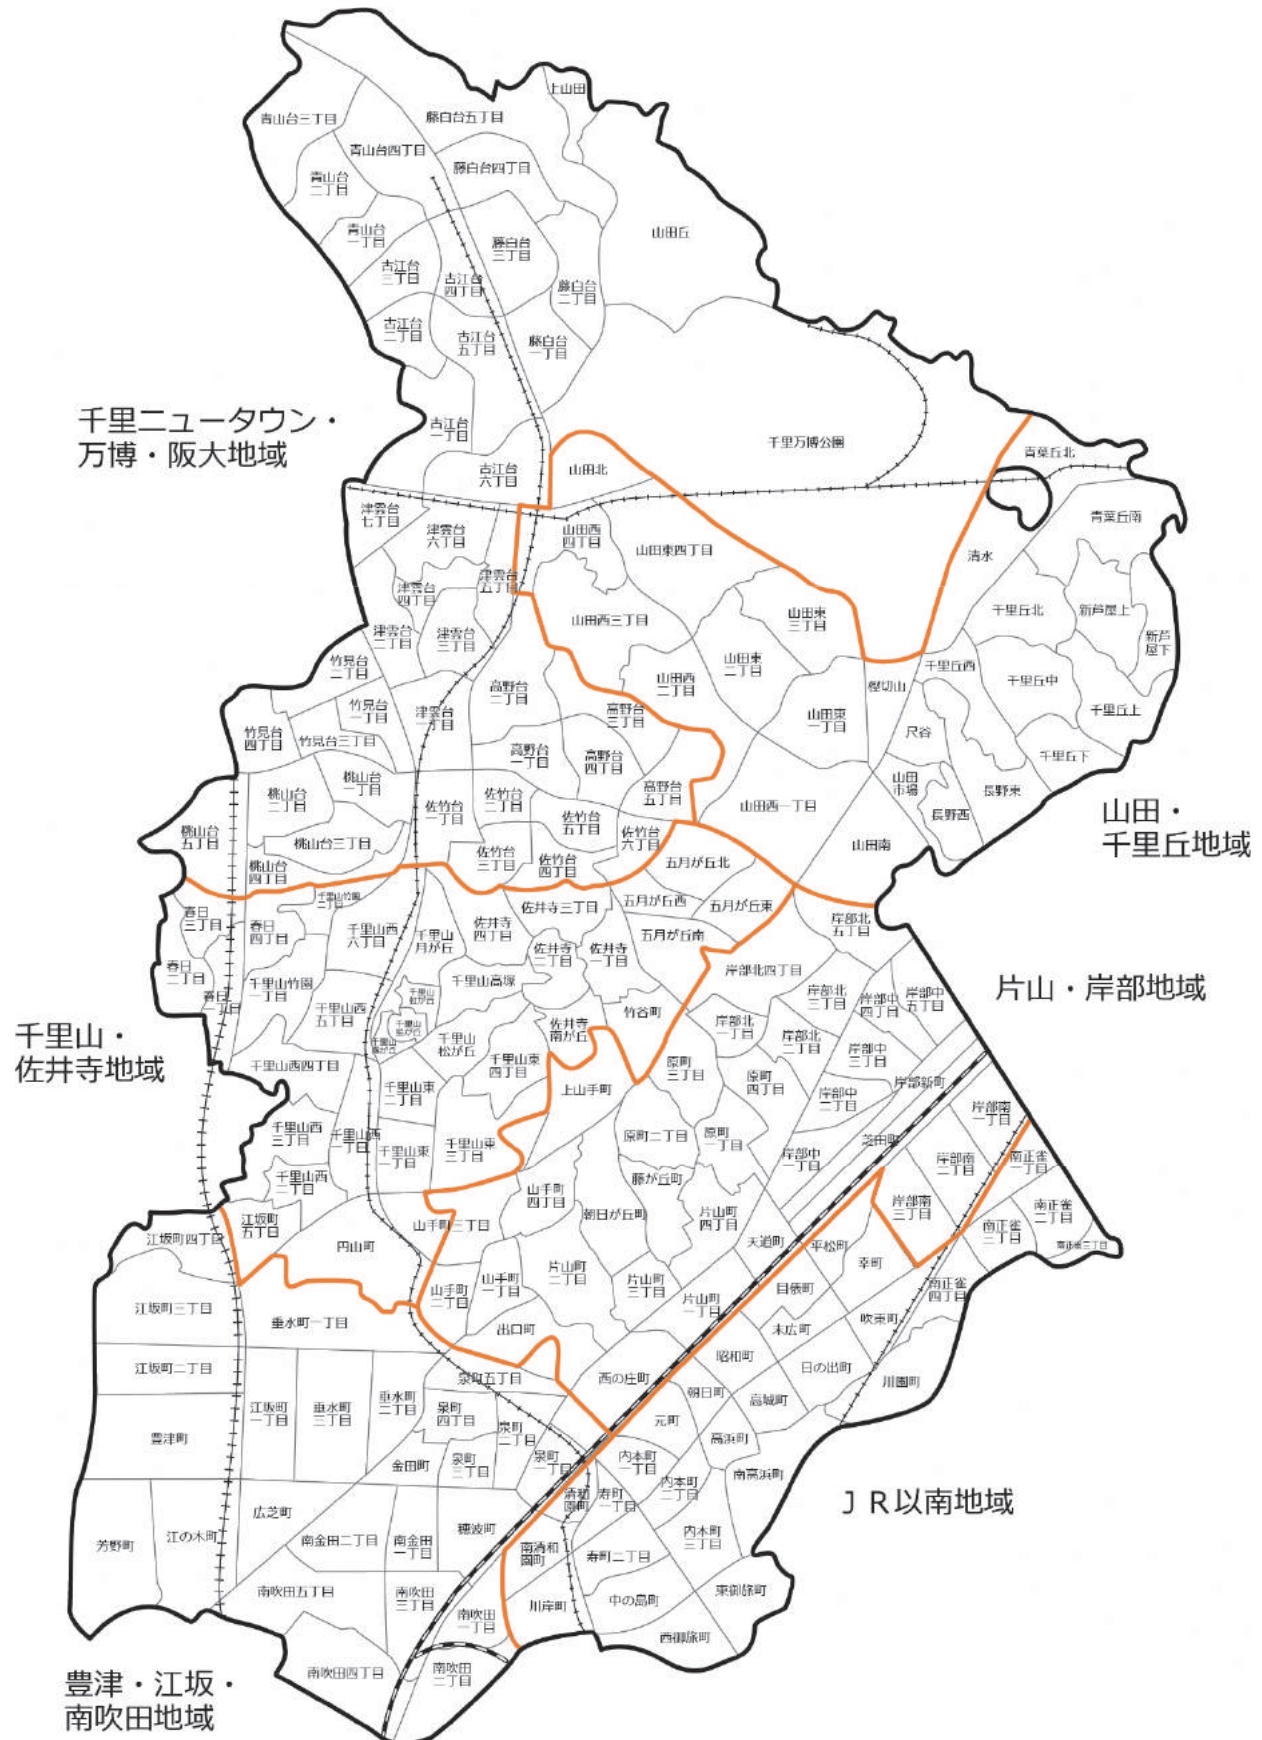 上山田
青山台三丁目
藤白台五丁目
青山台四丁目
藤白台四丁目
青山台
二丁目
青山台
一丁目
山田丘
藤白台
三丁目
古江台
三丁目
古江台
四丁目
藤白台
二丁目
古江台
二丁目
古江台
五丁目
藤白台
一丁目
千里ニュータウン・
万博・阪大地域
古江台
一丁目
千里万博公園
青葉丘北
古江台
六丁目
山田北
津雲台
七丁目
津雲台
六丁目
山田西
四丁目
山田東四丁目
青葉丘南
清水
津雲台
五丁目
津雲台
四丁目
千里丘北
新芦屋上
山田西三丁目
山田東
三丁目
津雲台
二丁目
津雲台
三丁目
新芦
屋下
竹見台
二丁目
山田東
二丁目
千里丘西
高野台
二丁目
山田西
二丁目
樫切山
千里丘中
竹見台
一丁目
津雲台
一丁目
高野台
三丁目
山田東
一丁目
千里丘上
竹見台
四丁目
竹見台三丁目
尺谷
高野台
一丁目
高野台
四丁目
千里丘下
桃山台
一丁目
山田
市場
長野東
桃山台
二丁目
佐竹台
一丁目
佐竹台
二丁目
高野台
五丁目
山田西一丁目
長野西
山田・
千里丘地域
桃山台
五丁目
桃山台三丁目
佐竹台
五丁目
佐竹台
六丁目
山田南
桃山台
四丁目
佐竹台
三丁目
佐竹台
四丁目
五月が丘北
千里山竹園
二丁目
春日
三丁目
春日
四丁目
佐井寺三丁目
五月が丘西
五月が丘東
岸部北
五丁目
千里山西
六丁目
千里山
月が丘
佐井寺
四丁目
五月が丘南
佐井寺
二丁目
佐井寺
一丁目
春日
二丁目
千里山竹園
一丁目
千里山高塚
岸部北四丁目
片山・岸部地域
春日
一丁目
千里山西
五丁目
千里山
虹が丘
岸部北
三丁目
岸部中
四丁目
岸部中
五丁目
竹谷町
千里山・
佐井寺地域
千里山
星が丘
千里山
霧が丘
千里山
松が丘
佐井寺
南が丘
岸部北
一丁目
岸部北
二丁目
岸部中
三丁目
千里山西四丁目
千里山東
四丁目
原町
三丁目
千里山東
二丁目
上山手町
原町
四丁目
岸部新町
岸部中
二丁目
岸部南
一丁目
千里山西
三丁目
千里山西
一丁目
千里山東
一丁目
千里山東
三丁目
原町二丁目
原町
一丁目
芝田町
岸部中
一丁目
岸部南
二丁目
南正雀
一丁目
千里山西
二丁目
藤が丘町
山手町
四丁目
朝日が丘町
片山町
四丁目
岸部南
三丁目
南正雀
二丁目
江坂町
五丁目
山手町三丁目
南正雀
三丁目
江坂町四丁目
円山町
天道町
平松町
南正雀三丁目
幸町
片山町
二丁目
山手町
一丁目
山手町
二丁目
片山町
三丁目
目俵町
南正雀
四丁目
片山町
一丁目
江坂町三丁目
垂水町一丁目
出口町
末広町
吹東町
昭和町
江坂町二丁目
泉町五丁目
西の庄町
日の出町
川園町
朝日町
高城町
江坂町
一丁目
垂水町
三丁目
垂水町
二丁目
泉町
四丁目
元町
豊津町
泉町
二丁目
高浜町
金田町
泉町
三丁目
泉町
一丁目
内本町
一丁目
南高浜町
内本町
二丁目
清和
園町
寿町
一丁目
ＪＲ以南地域
広芝町
芳野町
江の木町
南金田二丁目
南金田
一丁目
穂波町
南清和
園町
寿町二丁目
内本町
三丁目
南吹田五丁目
南吹田
三丁目
東御旅町
中の島町
川岸町
南吹田
一丁目
西御旅町
南吹田四丁目
南吹田
二丁目
豊津・江坂・
南吹田地域